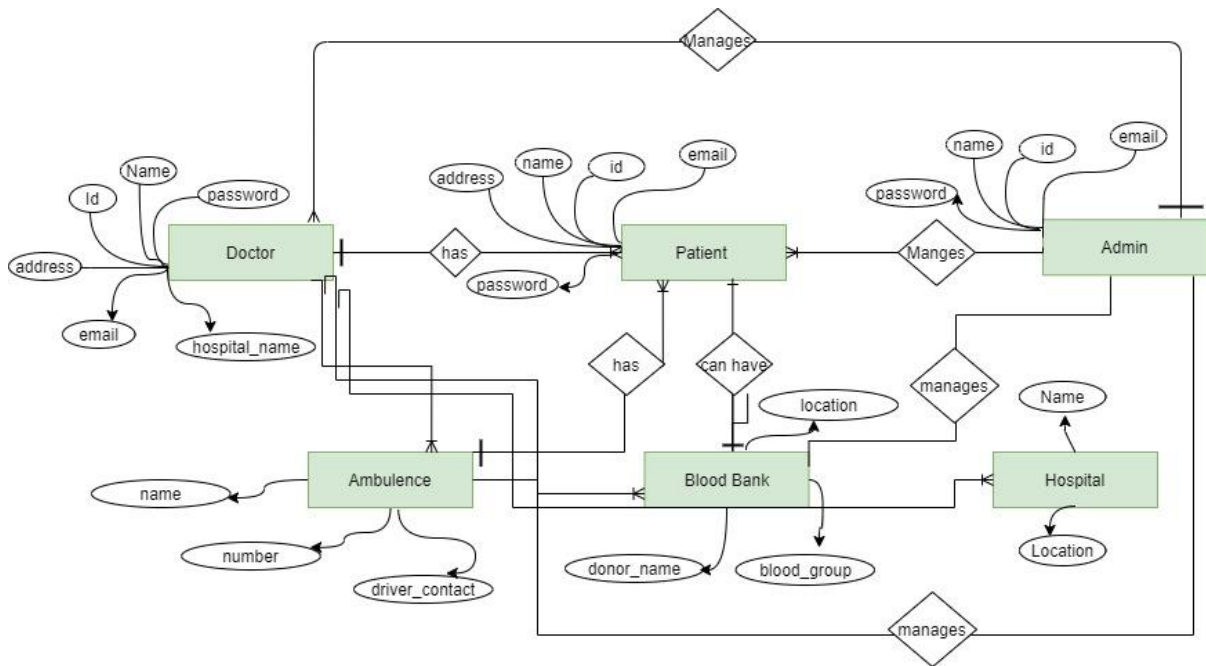 Manages
email
name
id
email
name
id
Name
address
Id
password
password
Doctor
has
Patient
Manges
Admin
address
password
email
hospital_name
has
can have
manages
location
Name
Ambulence
Blood Bank
Hospital
name
number
Location
donor_name
blood_group
driver_contact
manages